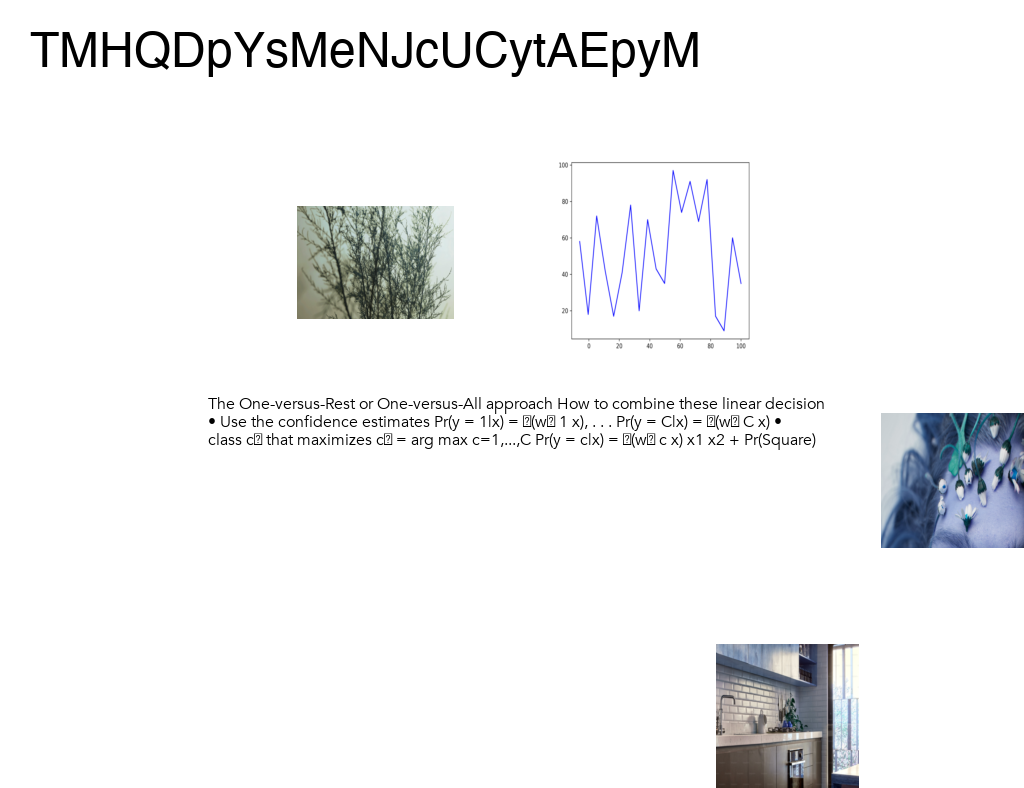 TMHQDpYsMeNJcUCytAEpyM
100
80
60
40
20
0 20 40 60 80 100
The One-versus-Rest or One-versus-All approach How to combine these linear decision
• Use the confidence estimates Pr(y = 1|x) = (w 1 x), . . . Pr(y = C|x) = (w C x) •
class c that maximizes c = arg max c=1,...,C Pr(y = c|x) = (w c x) x1 x2 + Pr(Square)